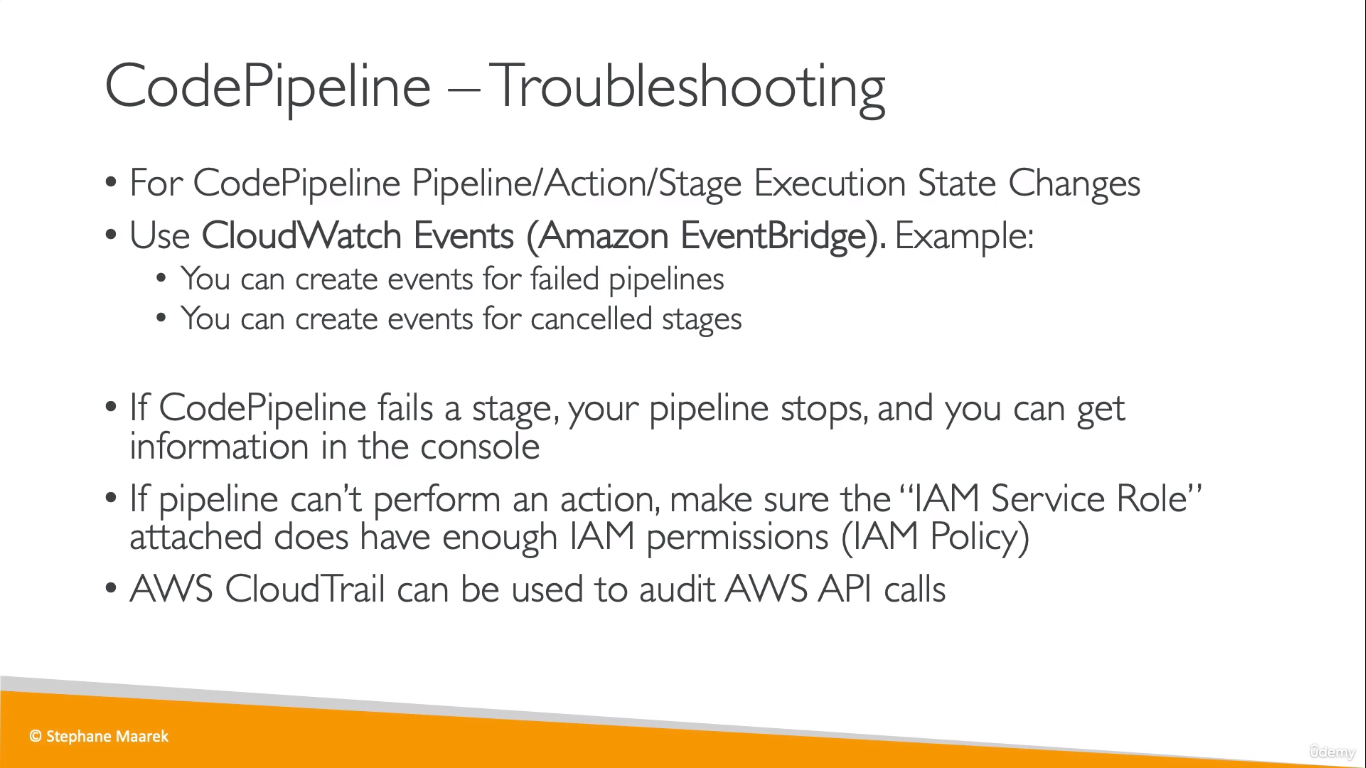 CodePipeline – Troubleshooting
• For CodePipeline Pipeline/Action/Stage Execution State Changes
• Use CloudWatch Events (Amazon EventBridge). Example:
• You can create events for failed pipelines
• You can create events for cancelled stages
• If CodePipeline fails a stage, your pipeline stops, and you can get
information in the console
• If pipeline can’t perform an action, make sure the “IAM Service Role”
attached does have enough IAM permissions (IAM Policy)
• AWS CloudTrail can be used to audit AWS API calls
© Stephane Maarek
ûdemy